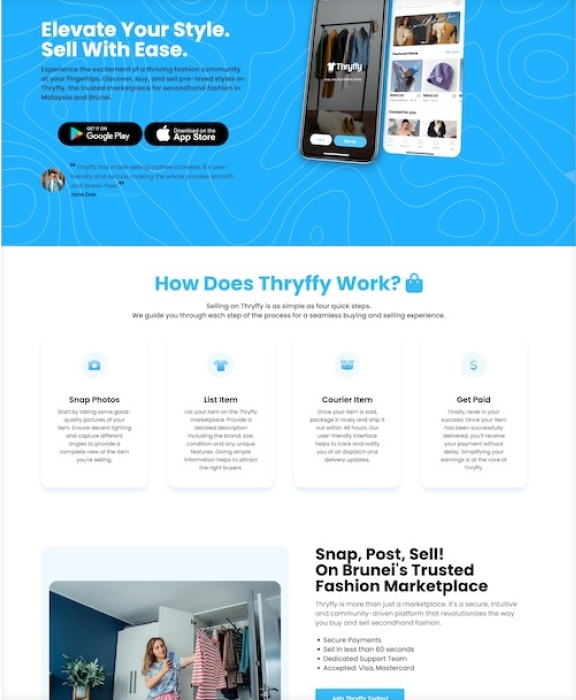 Elevate Your Style.
Sell With Ease.
Experience the excitement of a thriving fashion community
at your fingertips. Discover, buy, and sell pre-loved styles on
Thryffy, the trusted marketplace for secondhand fashion in
Malaysia and Brunei.
GET IT ON
Google Play
Download on the
App Store
"Thryffy has made selling clothes a breeze. It's user-
friendly and secure, making the whole process smooth
and stress-free."
Jane Doe
Thryffy
How Does Thryffy Work?
Selling on Thryffy is as simple as four quick steps.
We guide you through each step of the process for a seamless buying and selling experience.
Snap Photos
Start by taking some good-
quality pictures of your
item. Ensure decent lighting
and capture different
angles to provide a
complete view of the item
you're selling.
List Item
List your item on the Thryffy
marketplace. Provide a
detailed description
including the brand, size,
condition and any unique
features. Giving ample
information helps to attract
the right buyers.
Courier Item
Once your item is sold,
package it nicely and ship it
out within 48 hours. Our
user-friendly interface
helps to track and notify
you of all dispatch and
delivery updates.
Get Paid
Finally, revel in your
success! Once your item
has been successfully
delivered, you'll receive
your payment without
delay. Simplifying your
earnings is at the core of
Thryffy.
Snap, Post, Sell!
On Brunei's Trusted
Fashion Marketplace
Thryffy is more than just a marketplace. It's a secure, intuitive
and community-driven platform that revolutionizes the way
you buy and sell secondhand fashion.
• Secure Payments
• Sell in less than 60 seconds
• Dedicated Support Team
• Accepted: Visa, Mastercard
Join Thryffy Today!